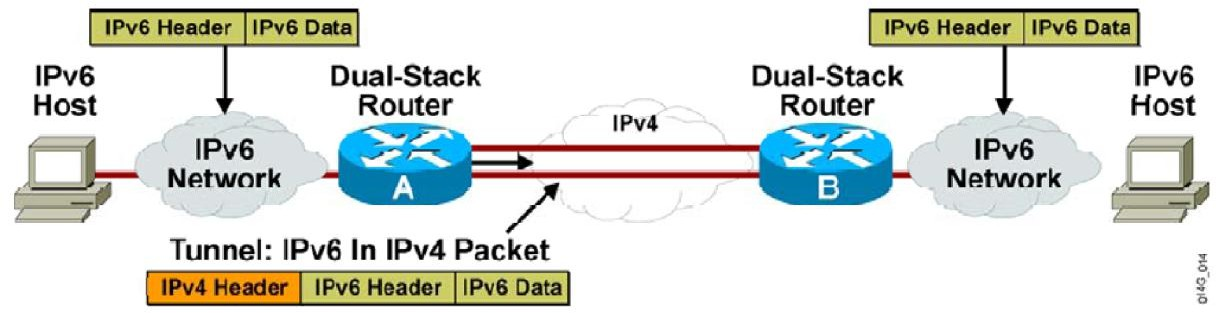 IPv6 Header IPv6 Data
IPv6 Header IPv6 Data
IPv6
Host
Dual-Stack
Router
Dual-Stack
Router
IPv6
Host
IPv4
IPv6
Network
IPv6
Network
A
B
Tunnel: IPv6 In IPv4 Packet
IPv4 Header IPv6 Header IPv6 Data
014G_014